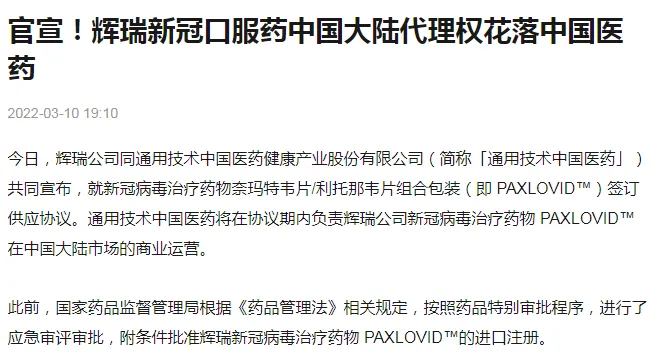 官宣！辉瑞新冠口服药中国大陆代理权花落中国医
药
2022-03-10 19:10
今日，辉瑞公司同通用技术中国医药健康产业股份有限公司（简称「通用技术中国医药」）
共同宣布，就新冠病毒治疗药物奈玛特韦片/利托那韦片组合包装（即 PAXLOVID™）签订
供应协议。通用技术中国医药将在协议期内负责辉瑞公司新冠病毒治疗药物 PAXLOVID™
在中国大陆市场的商业运营。
此前，国家药品监督管理局根据《药品管理法》相关规定，按照药品特别审批程序，进行了
应急审评审批，附条件批准辉瑞新冠病毒治疗药物 PAXLOVID™的进口注册。